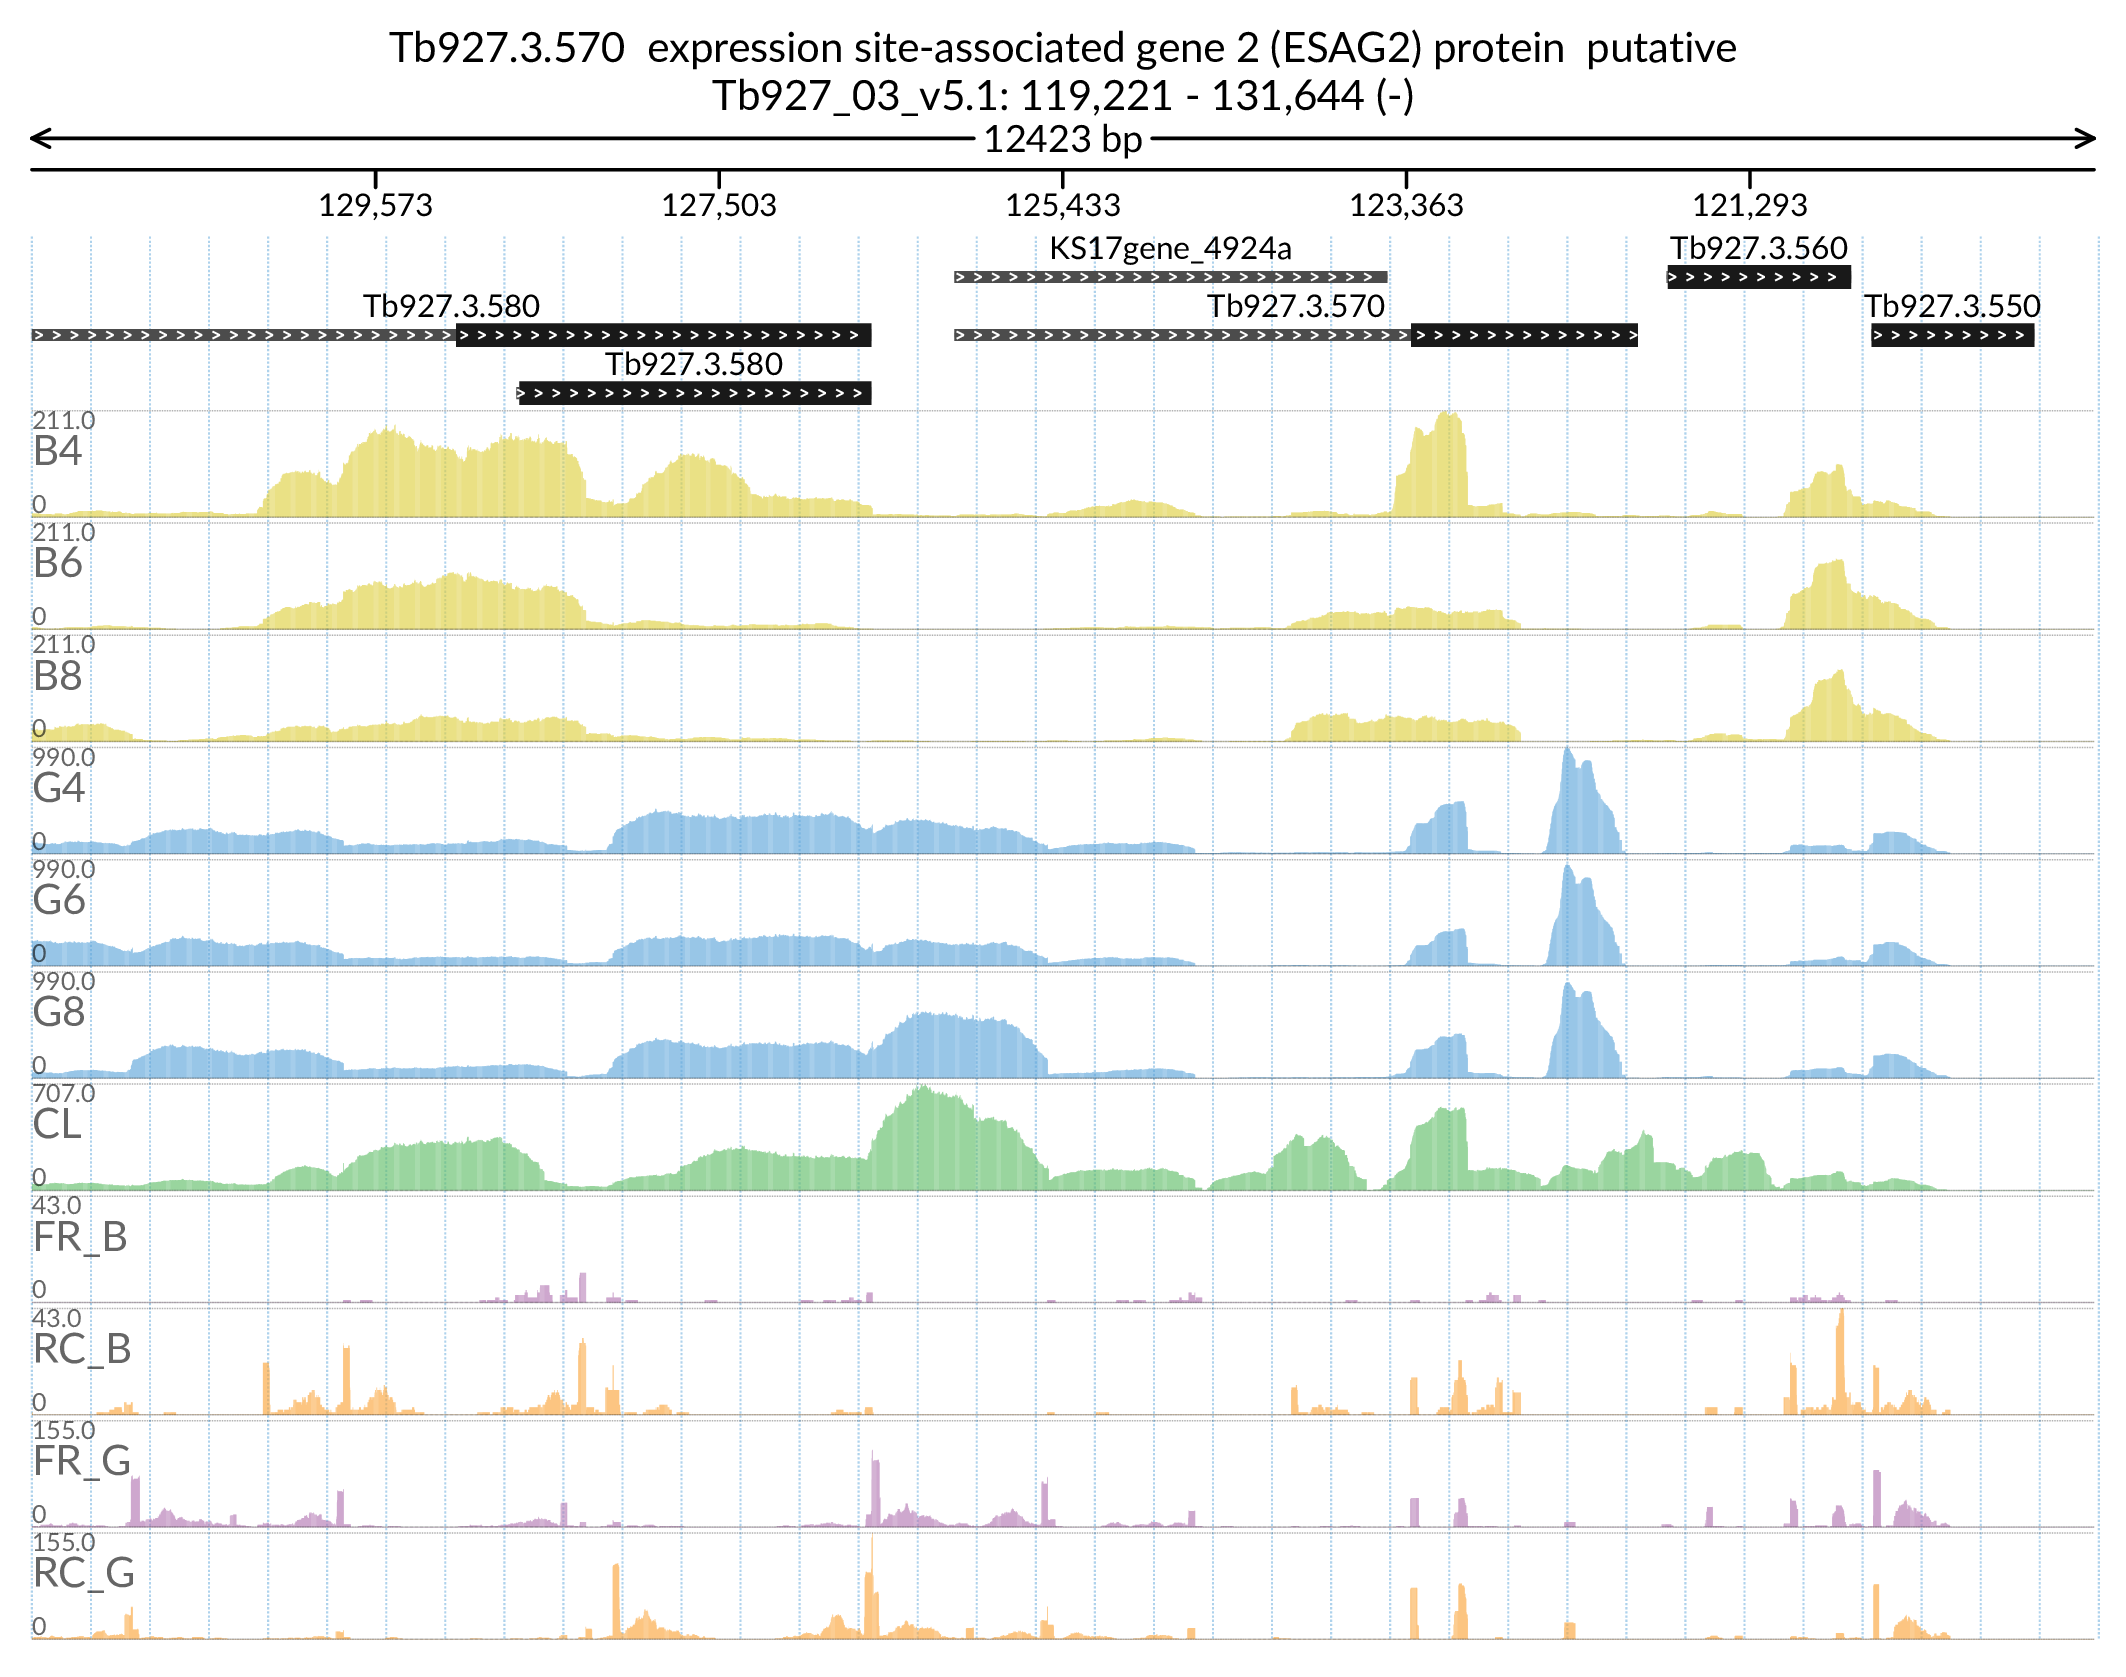 Tb927.3.570  expression site-associated gene 2 (ESAG2) protein  putative
Tb927_03_v5.1: 119,221 - 131,644 (-)
12423 bp
129,573 127,503 125,433 123,363 121,293
KS17gene_4924a Tb927.3.560
Tb927.3.580 Tb927.3.570 Tb927.3.550
Tb927.3.580
211.0
B4
0
211.0
B6
0
211.0
B8
0
990.0
G4
0
990.0
G6
0
990.0
G8
0
707.0
CL
0
43.0
FR_B
0
43.0
RC_B
0
155.0
FR_G
0
155.0
RC_G
0